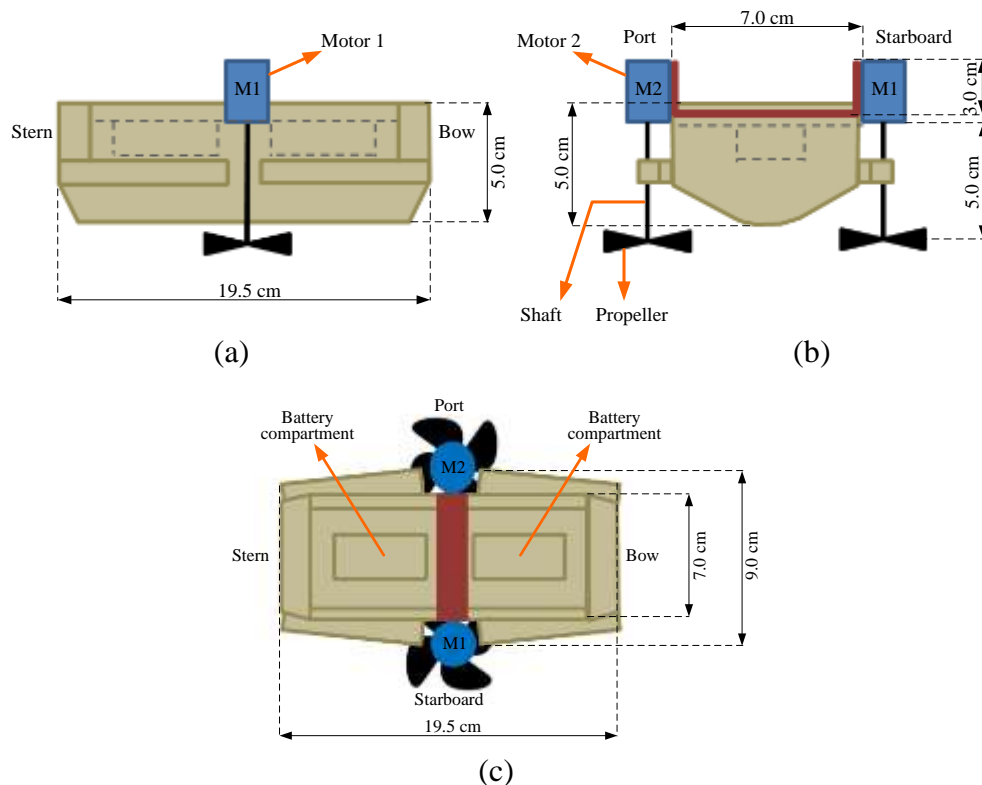 Motor 1
M1
Stern
Bow
5.0 cm
19.5 cm
(a)
7.0 cm
Motor 2
Port
Starboard
M2
M1
3.0 cm
5.0 cm
5.0 cm
Shaft
Propeller
(b)
Port
Battery
compartment
Battery
compartment
M2
Stern
Bow
7.0 cm
9.0 cm
M1
Starboard
19.5 cm
(c)